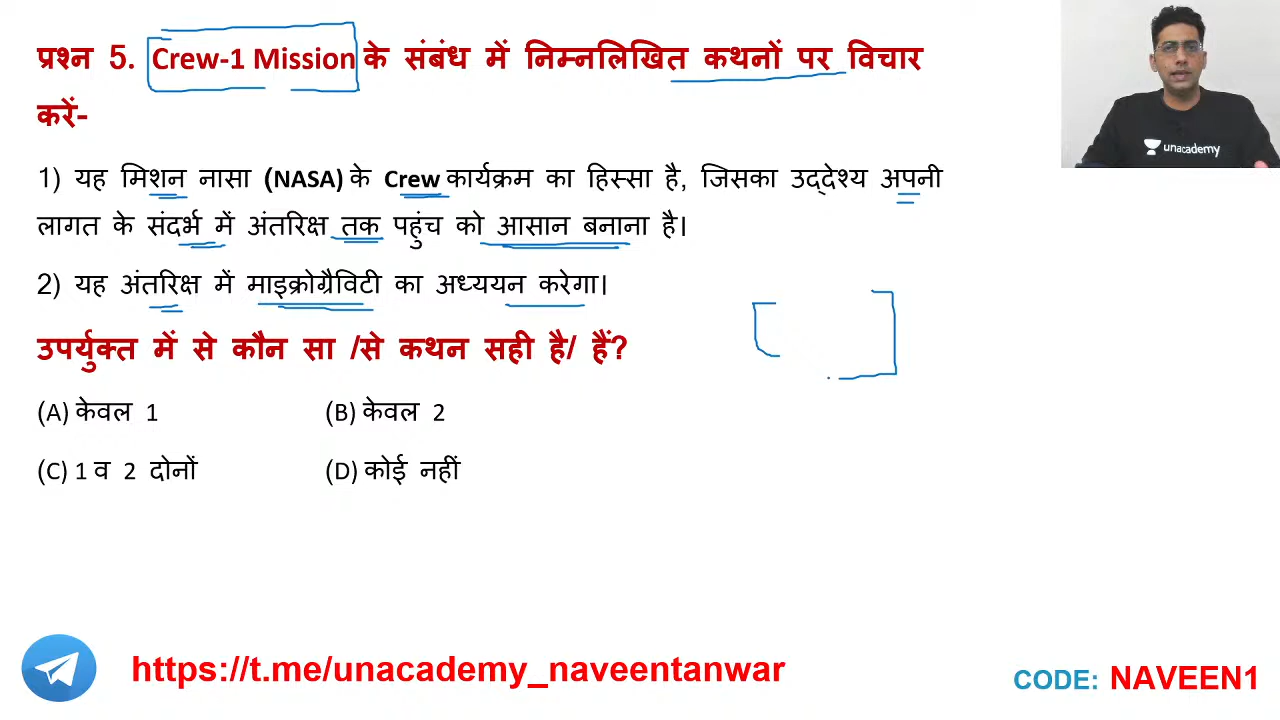 प्रश्न 5. Crew-1 Mission के संबंध में निम्नलिखित कथनों पर विचार
करें-
unacademy
1) यह मिशन नासा (NASA) के Crew कार्यक्रम का हिस्सा है, जिसका उद्देश्य अपनी
लागत के संदर्भ में अंतरिक्ष तक पहुंच को आसान बनाना है।
2) यह अंतरिक्ष में माइक्रोग्रैविटी का अध्ययन करेगा।
उपर्युक्त में से कौन सा /से कथन सही है/ हैं?
(A) केवल 1 (B) केवल 2
(C) 1 व 2 दोनों (D) कोई नहीं
https://t.me/unacademy_naveentanwar
CODE: NAVEEN1